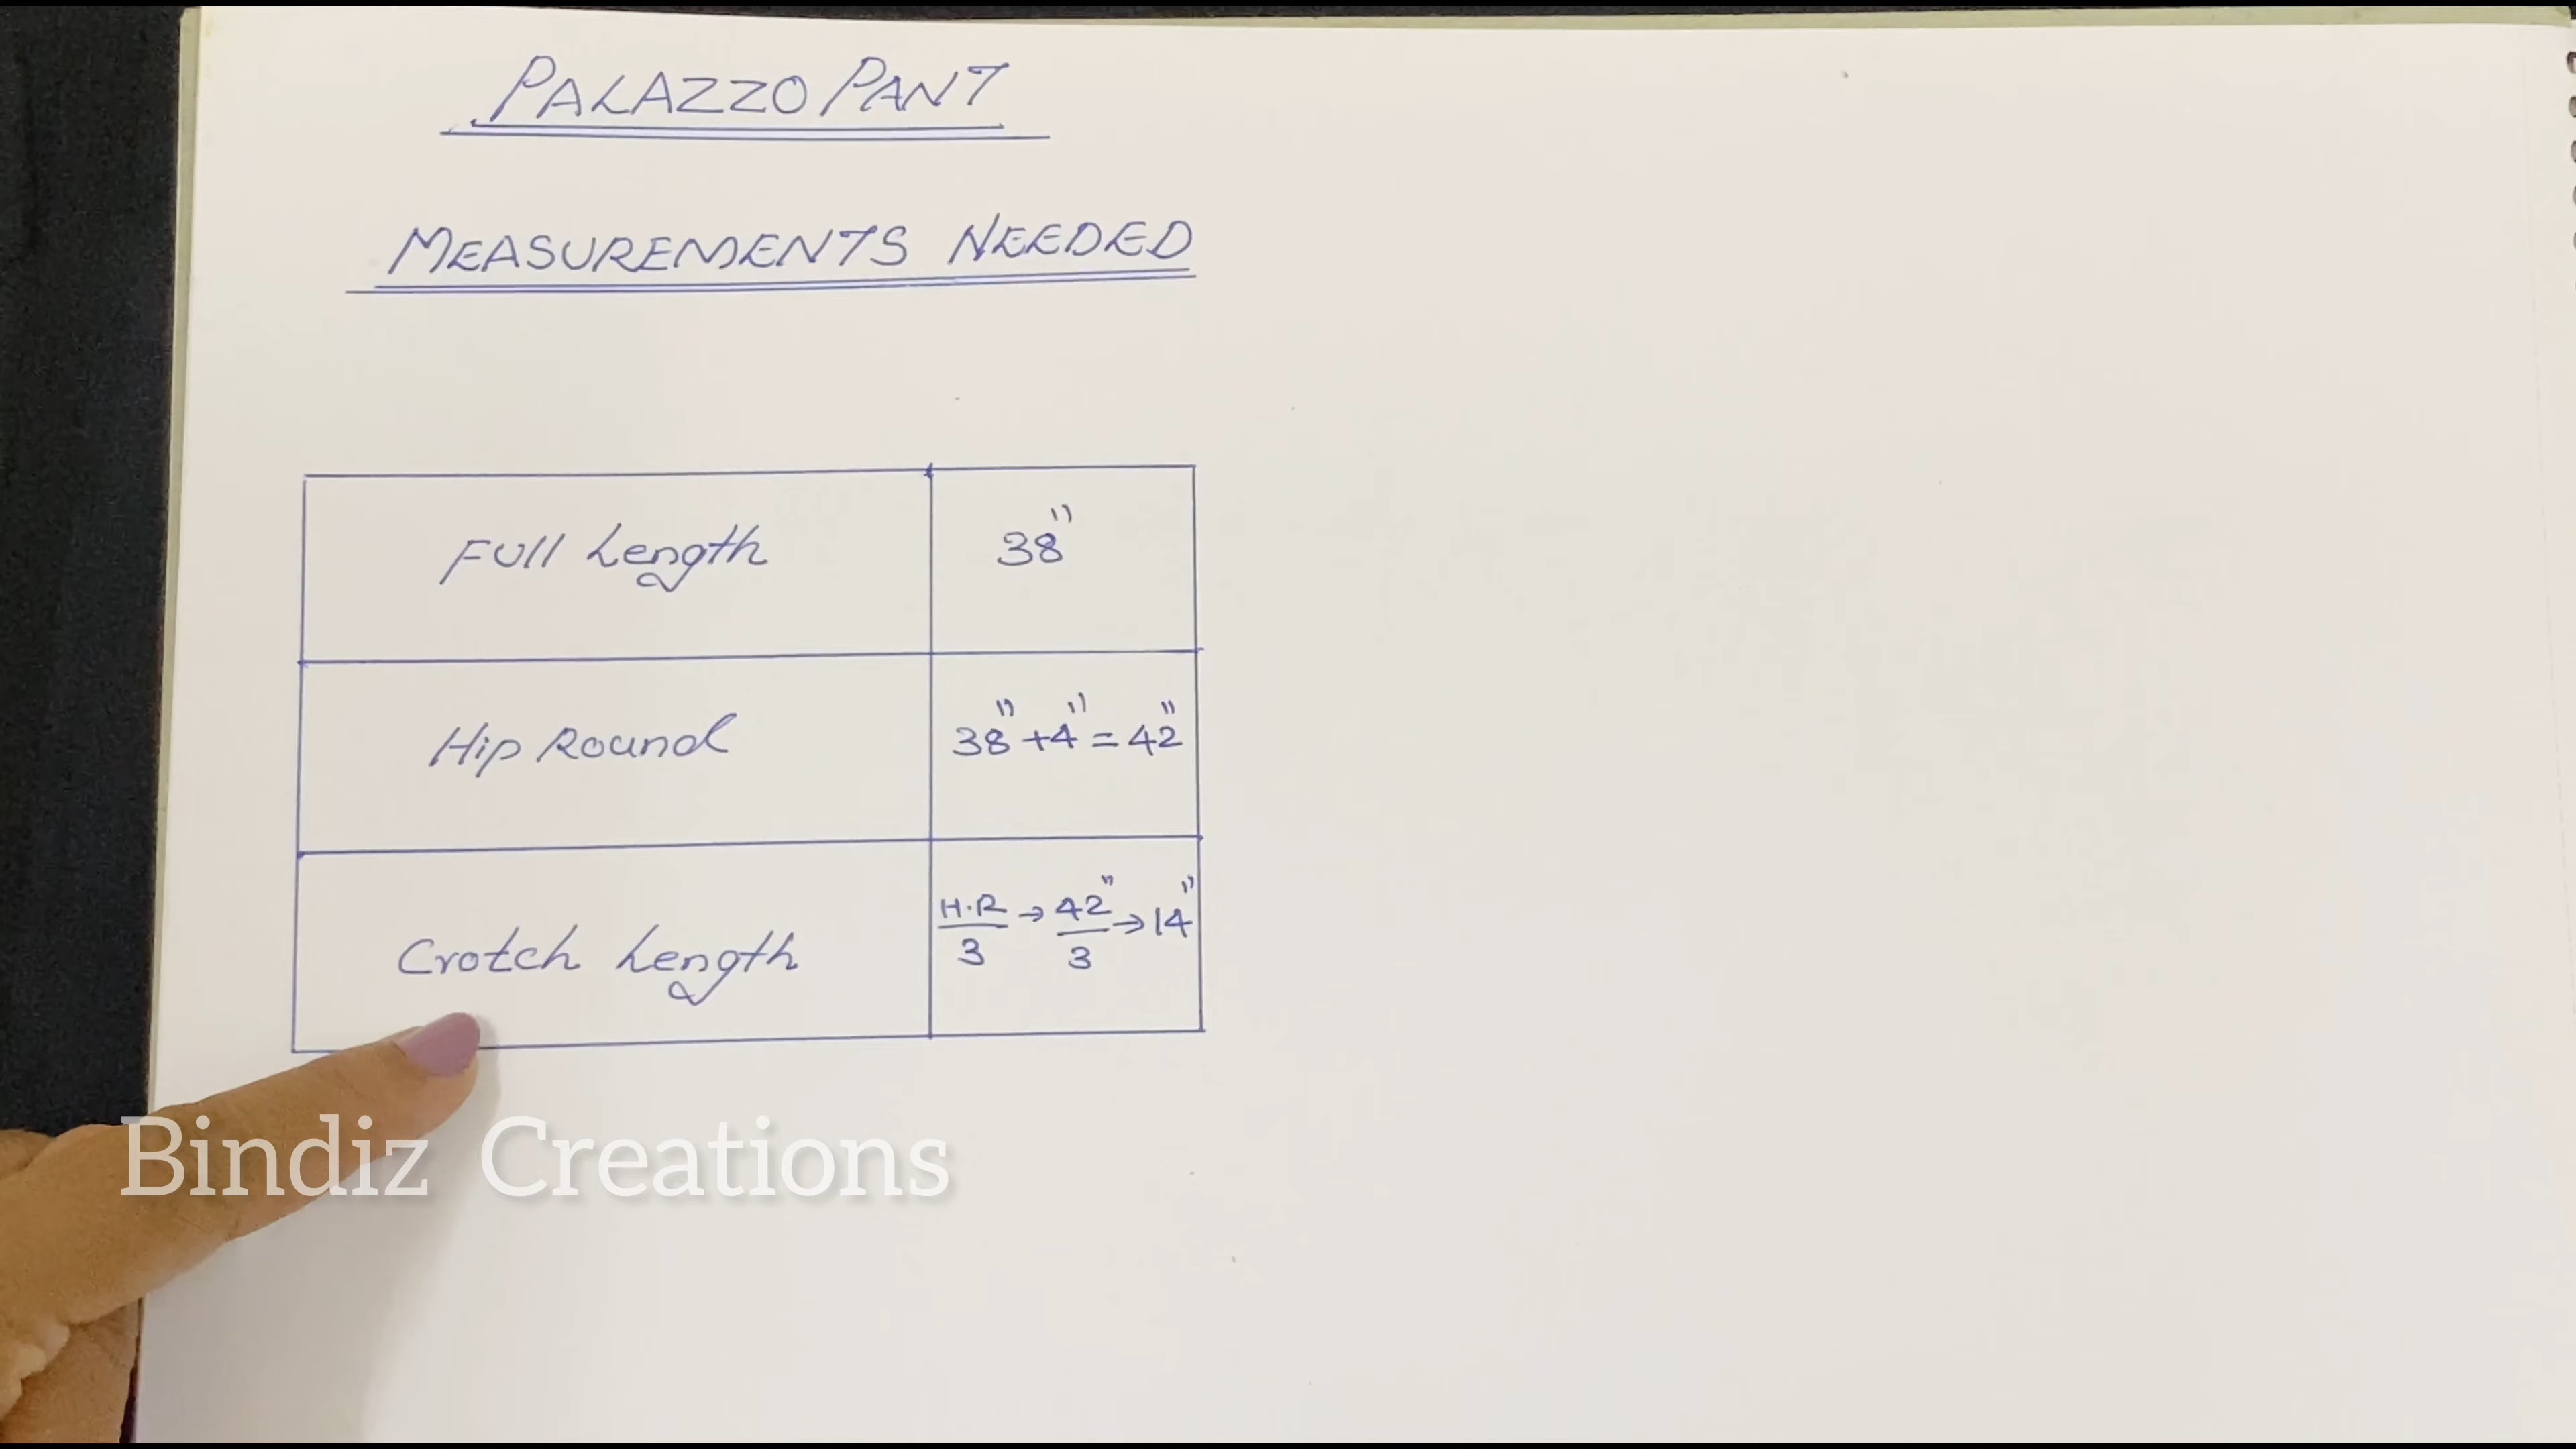 PALAZZO PANT
MEASUREMENTS NEEDED
Full Length 38"
Hip Round 38"+4"=42"
Crotch Length H.R/3 → 42"/3 → 14"
Bindiz Creations